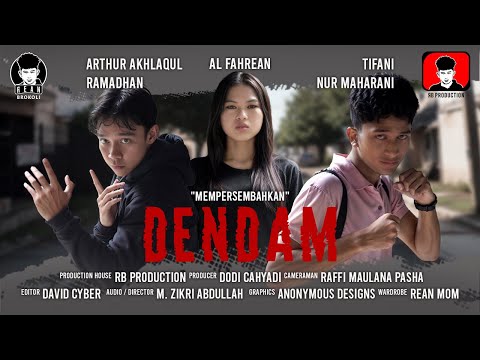 REAN
BROKOLI
ARTHUR AKHLAQUL
RAMADHAN
AL FAHREAN
TIFANI
NUR MAHARANI
RB PRODUCTION
"MEMPERSEMBAHKAN"
DENDAM
PRODUCTION HOUSE RB PRODUCTION PRODUCER DODI CAHYADI CAMERAMAN RAFFI MAULANA PASHA
EDITOR DAVID CYBER AUDIO / DIRECTOR M. ZIKRI ABDULLAH GRAPHICS ANONYMOUS DESIGNS WARDROBE REAN MOM